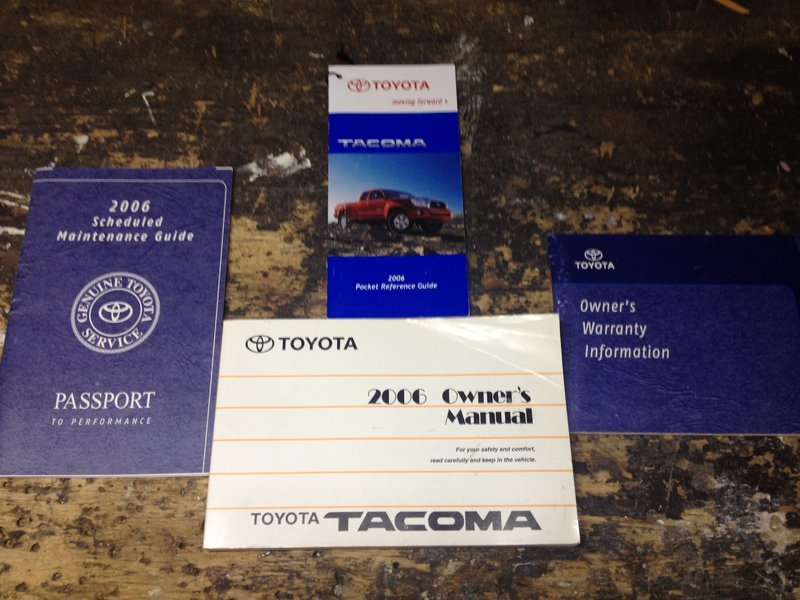 TOYOTA
moving forward >
TACOMA
2006
Pocket Reference Guide
2006
Scheduled
Maintenance Guide
GENUINE TOYOTA
SERVICE
PASSPORT
TO PERFORMANCE
TOYOTA
Owner's
Warranty
Information
TOYOTA
2006 Owner's
Manual
For your safety and comfort,
read carefully and keep in the vehicle.
TOYOTA TACOMA